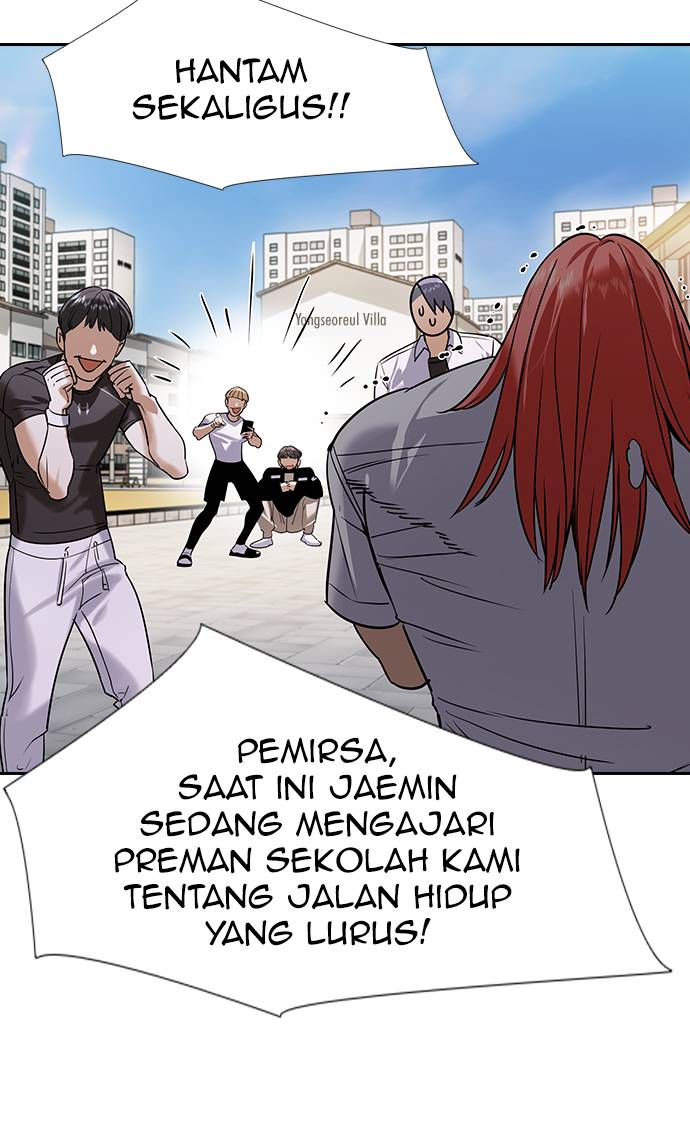 HANTAM
SEKALIGUS!!
Yongseoreul Villa
PEMIRSA,
SAAT INI JAEMIN
SEDANG MENGAJARI
PREMAN SEKOLAH KAMI
TENTANG JALAN HIDUP
YANG LURUS!